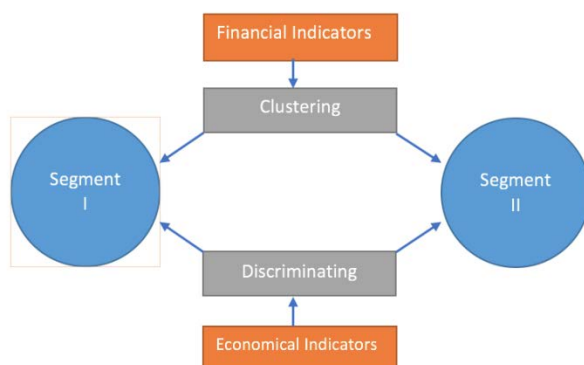 Financial Indicators
Clustering
Segment
I
Segment
II
Discriminating
Economical Indicators